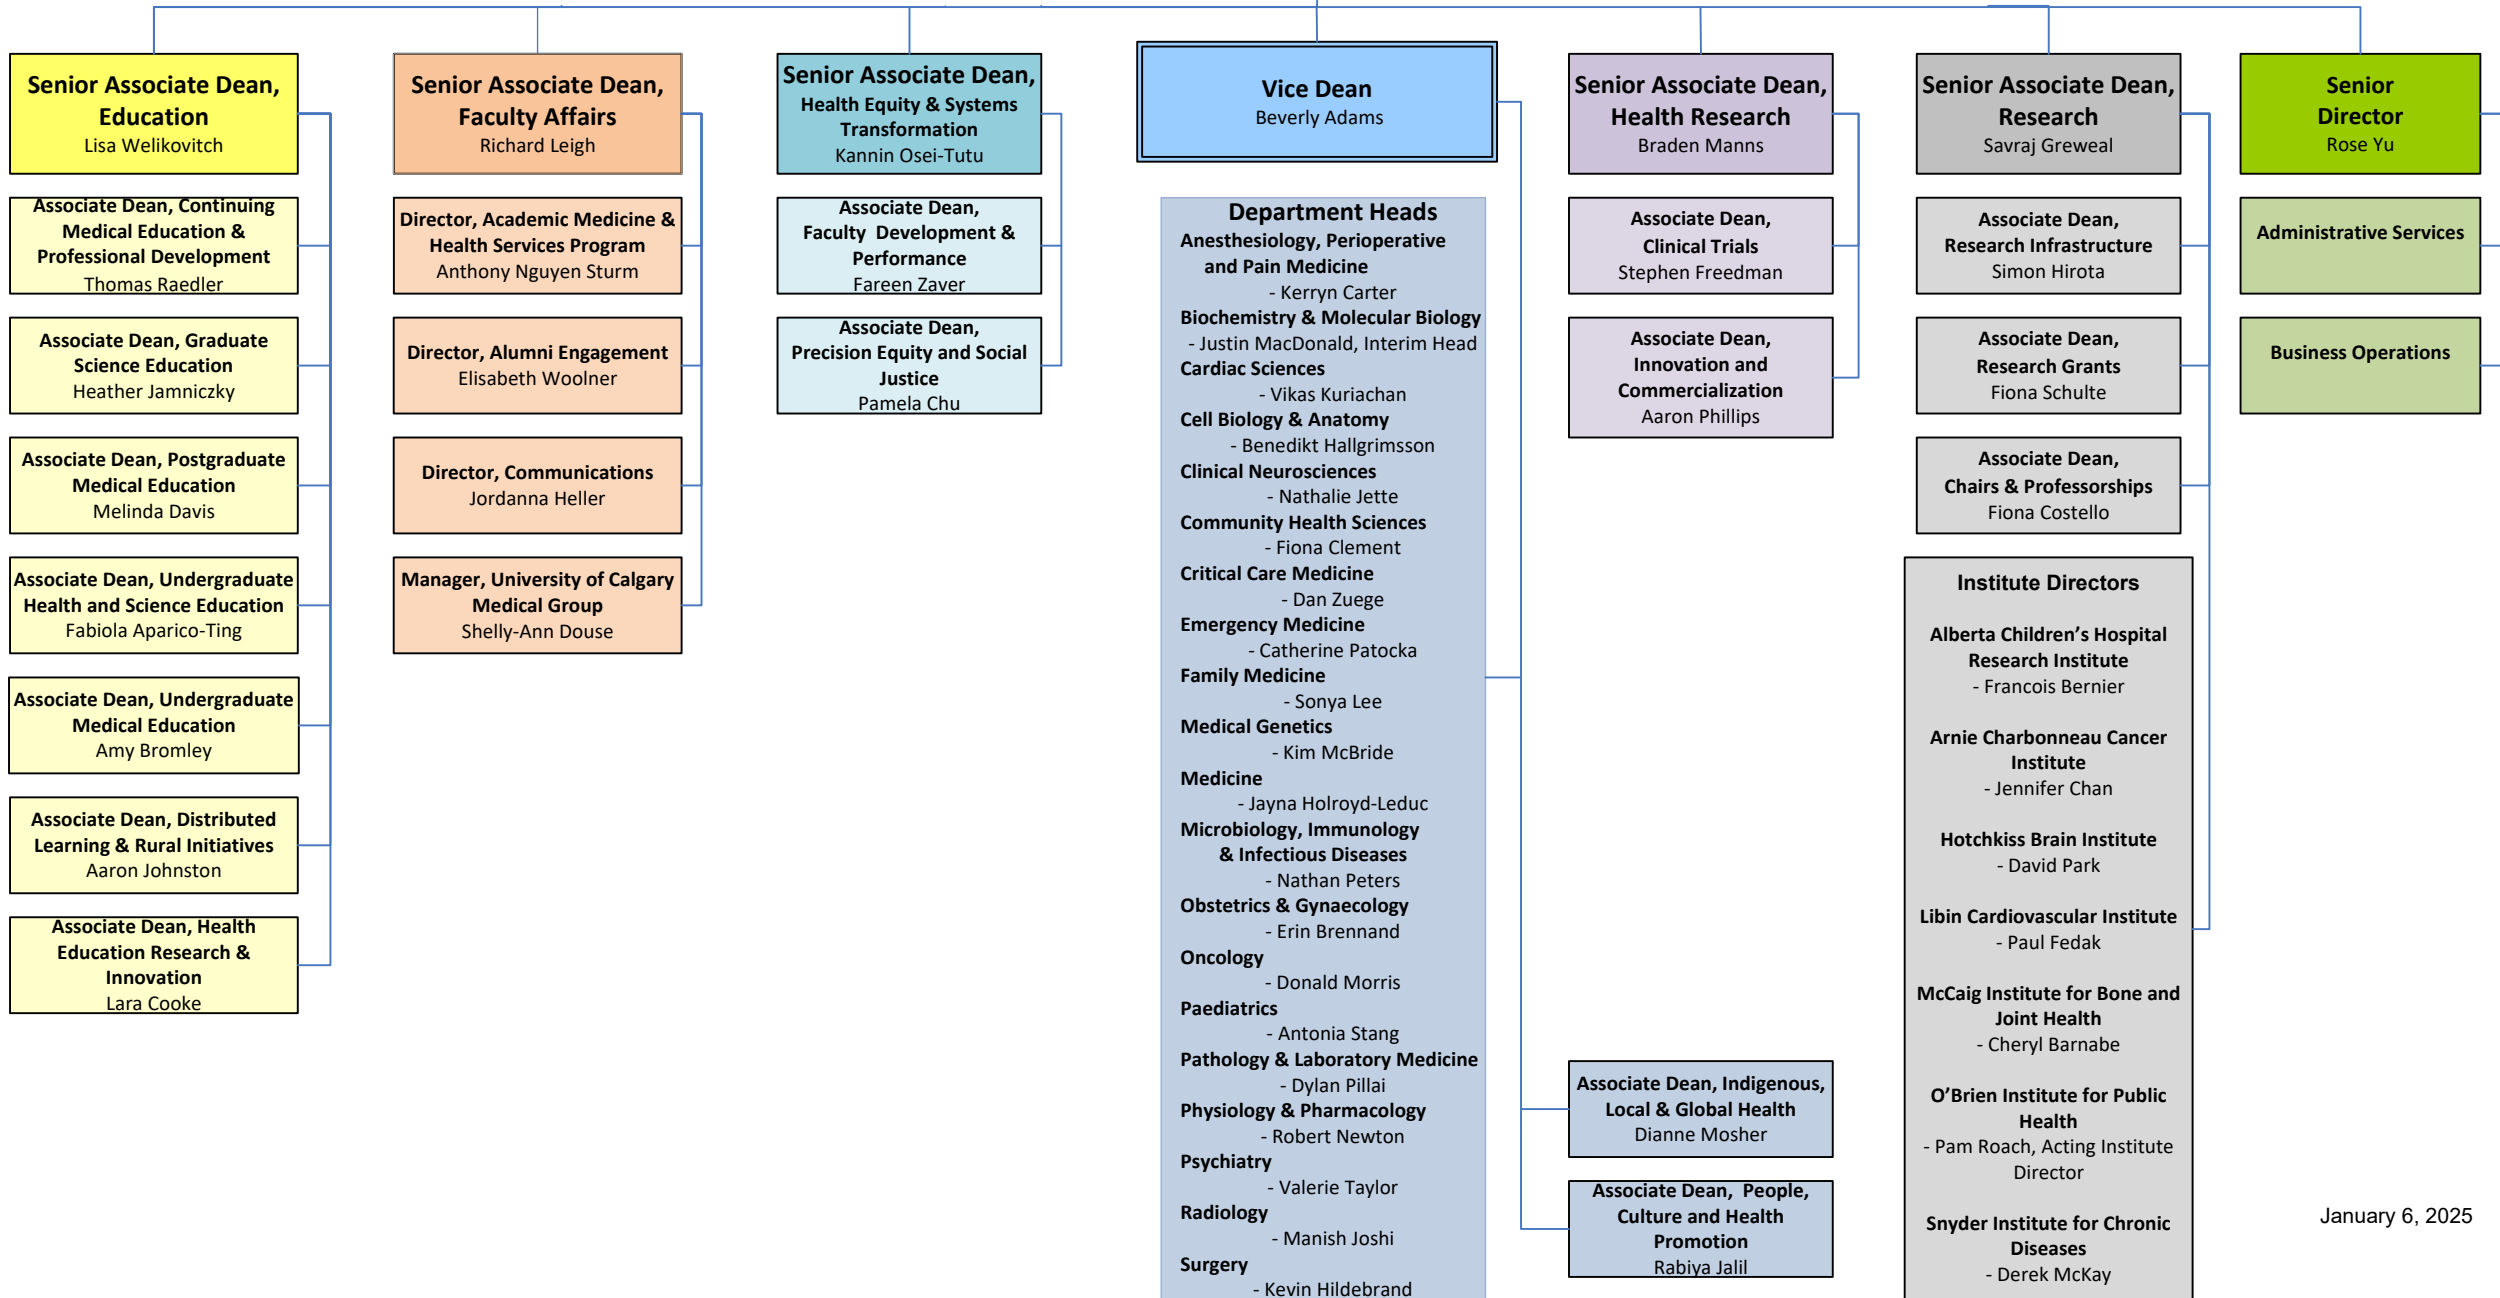 Senior Associate Dean,
Education
Lisa Welikovitch
Associate Dean, Continuing
Medical Education &
Professional Development
Thomas Raedler
Associate Dean, Graduate
Science Education
Heather Jamniczky
Associate Dean, Postgraduate
Medical Education
Melinda Davis
Associate Dean, Undergraduate
Health and Science Education
Fabiola Aparico-Ting
Associate Dean, Undergraduate
Medical Education
Amy Bromley
Associate Dean, Distributed
Learning & Rural Initiatives
Aaron Johnston
Associate Dean, Health
Education Research &
Innovation
Lara Cooke
Senior Associate Dean,
Faculty Affairs
Richard Leigh
Director, Academic Medicine &
Health Services Program
Anthony Nguyen Sturm
Director, Alumni Engagement
Elisabeth Woolner
Director, Communications
Jordanna Heller
Manager, University of Calgary
Medical Group
Shelly-Ann Douse
Senior Associate Dean,
Health Equity & Systems
Transformation
Kannin Osei-Tutu
Associate Dean,
Faculty Development &
Performance
Fareen Zaver
Associate Dean,
Precision Equity and Social
Justice
Pamela Chu
Vice Dean
Beverly Adams
Department Heads
Anesthesiology, Perioperative
and Pain Medicine
- Kerryn Carter
Biochemistry & Molecular Biology
- Justin MacDonald, Interim Head
Cardiac Sciences
- Vikas Kuriachan
Cell Biology & Anatomy
- Benedikt Hallgrimsson
Clinical Neurosciences
- Nathalie Jette
Community Health Sciences
- Fiona Clement
Critical Care Medicine
- Dan Zuege
Emergency Medicine
- Catherine Patocka
Family Medicine
- Sonya Lee
Medical Genetics
- Kim McBride
Medicine
- Jayna Holroyd-Leduc
Microbiology, Immunology
& Infectious Diseases
- Nathan Peters
Obstetrics & Gynaecology
- Erin Brennand
Oncology
- Donald Morris
Paediatrics
- Antonia Stang
Pathology & Laboratory Medicine
- Dylan Pillai
Physiology & Pharmacology
- Robert Newton
Psychiatry
- Valerie Taylor
Radiology
- Manish Joshi
Surgery
- Kevin Hildebrand
Senior Associate Dean,
Health Research
Braden Manns
Associate Dean,
Clinical Trials
Stephen Freedman
Associate Dean,
Innovation and
Commercialization
Aaron Phillips
Associate Dean, Indigenous,
Local & Global Health
Dianne Mosher
Associate Dean, People,
Culture and Health
Promotion
Rabiya Jalil
Senior Associate Dean,
Research
Savraj Greweal
Associate Dean,
Research Infrastructure
Simon Hirota
Associate Dean,
Research Grants
Fiona Schulte
Associate Dean,
Chairs & Professorships
Fiona Costello
Institute Directors
Alberta Children's Hospital
Research Institute
- Francois Bernier
Arnie Charbonneau Cancer
Institute
- Jennifer Chan
Hotchkiss Brain Institute
- David Park
Libin Cardiovascular Institute
- Paul Fedak
McCaig Institute for Bone and
Joint Health
- Cheryl Barnabe
O'Brien Institute for Public
Health
- Pam Roach, Acting Institute
Director
Snyder Institute for Chronic
Diseases
- Derek McKay
Senior
Director
Rose Yu
Administrative Services
Business Operations
January 6, 2025